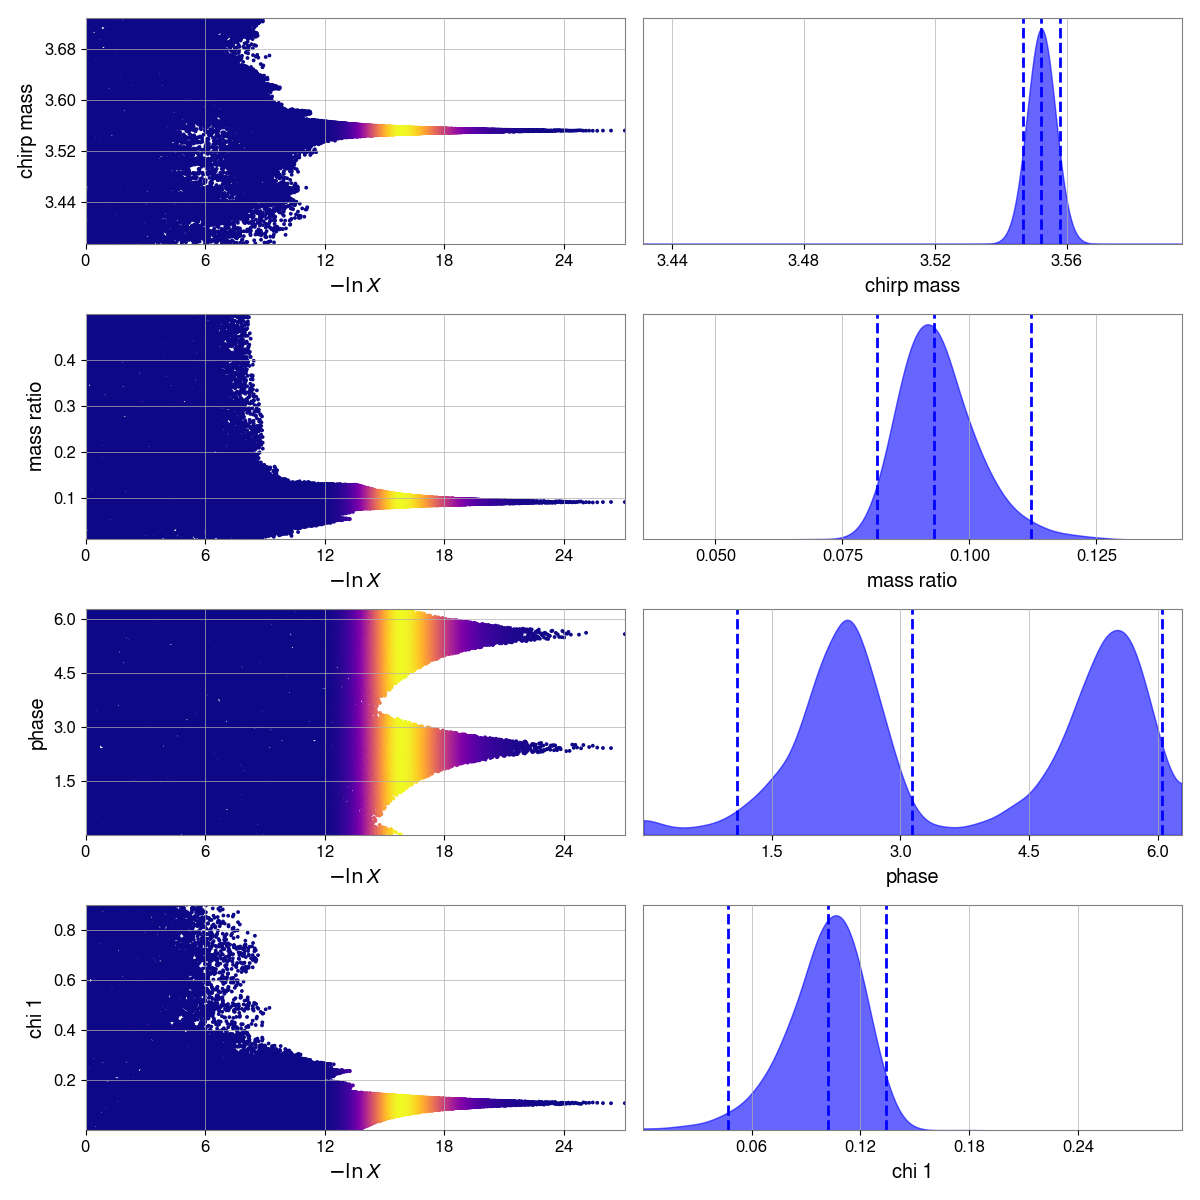 chirp mass
3.68
3.60
3.52
3.44
0 6 12 18 24
−ln X
3.44 3.48 3.52 3.56
chirp mass
mass ratio
0.4
0.3
0.2
0.1
0 6 12 18 24
−ln X
0.050 0.075 0.100 0.125
mass ratio
phase
6.0
4.5
3.0
1.5
0 6 12 18 24
−ln X
1.5 3.0 4.5 6.0
phase
chi 1
0.8
0.6
0.4
0.2
0 6 12 18 24
−ln X
0.06 0.12 0.18 0.24
chi 1